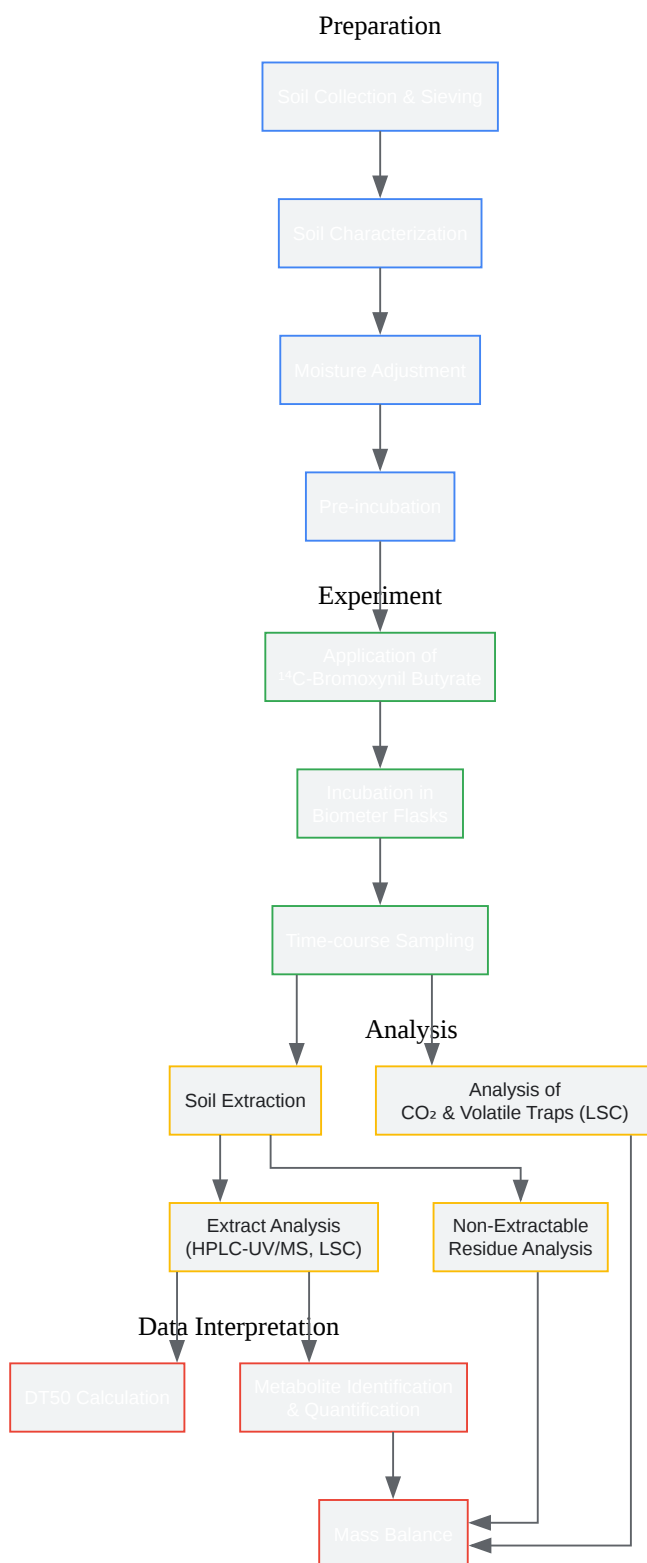 Preparation
Soil Collection & Sieving
Soil Characterization
Moisture Adjustment
Pre-incubation
Experiment
Application of
¹⁴C-Bromoxynil Butyrate
Incubation in
Biometer Flasks
Time-course Sampling
Analysis
Soil Extraction
Analysis of
CO₂ & Volatile Traps (LSC)
Extract Analysis
(HPLC-UV/MS, LSC)
Non-Extractable
Residue Analysis
Data Interpretation
DT50 Calculation
Metabolite Identification
& Quantification
Mass Balance